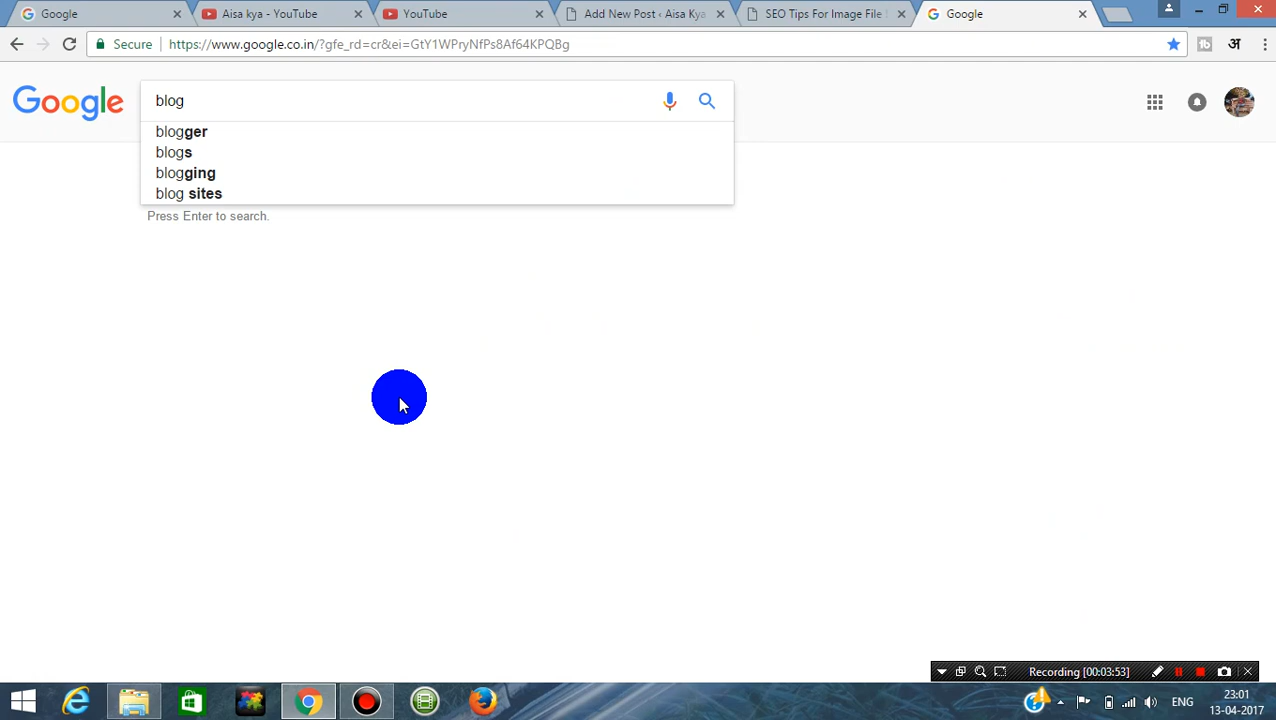 Google
Aisa kya - YouTube
YouTube
Add New Post ‹ Aisa Kya
SEO Tips For Image File
Google
Secure
https://www.google.co.in/?gfe_rd=cr&ei=GtY1WPryNfPs8Af64KPQBg
अ
Google
blog
blogger
blogs
blogging
blog sites
Press Enter to search.
Recording [00:03:53]
ENG
23:01
13-04-2017